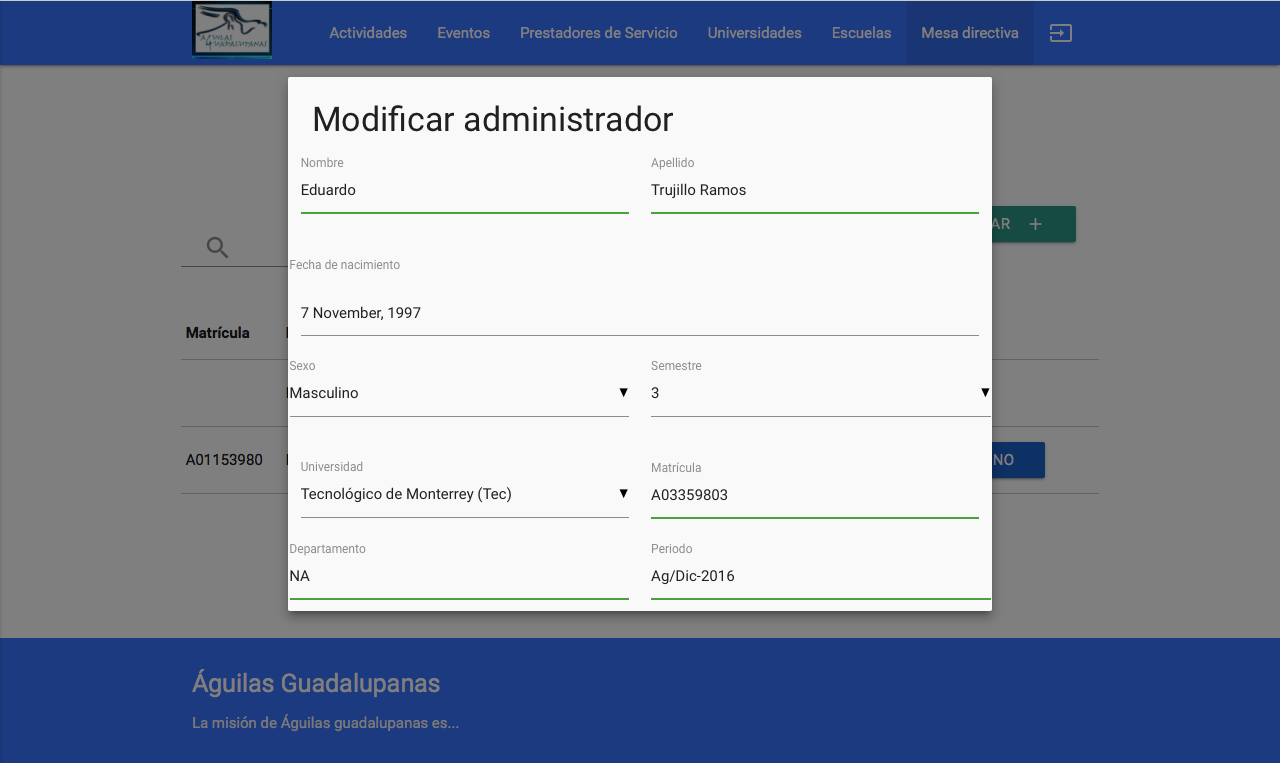 AGUILAS
GUADALUPANAS
Actividades Eventos Prestadores de Servicio Universidades Escuelas Mesa directiva
Modificar administrador
Nombre Apellido
Eduardo Trujillo Ramos
AR +
Fecha de nacimiento
7 November, 1997
Matrícula
Sexo Semestre
Masculino 3
A01153980
NO
Universidad Matrícula
Tecnológico de Monterrey (Tec) A03359803
Departamento Periodo
NA Ag/Dic-2016
Águilas Guadalupanas
La misión de Águilas guadalupanas es...